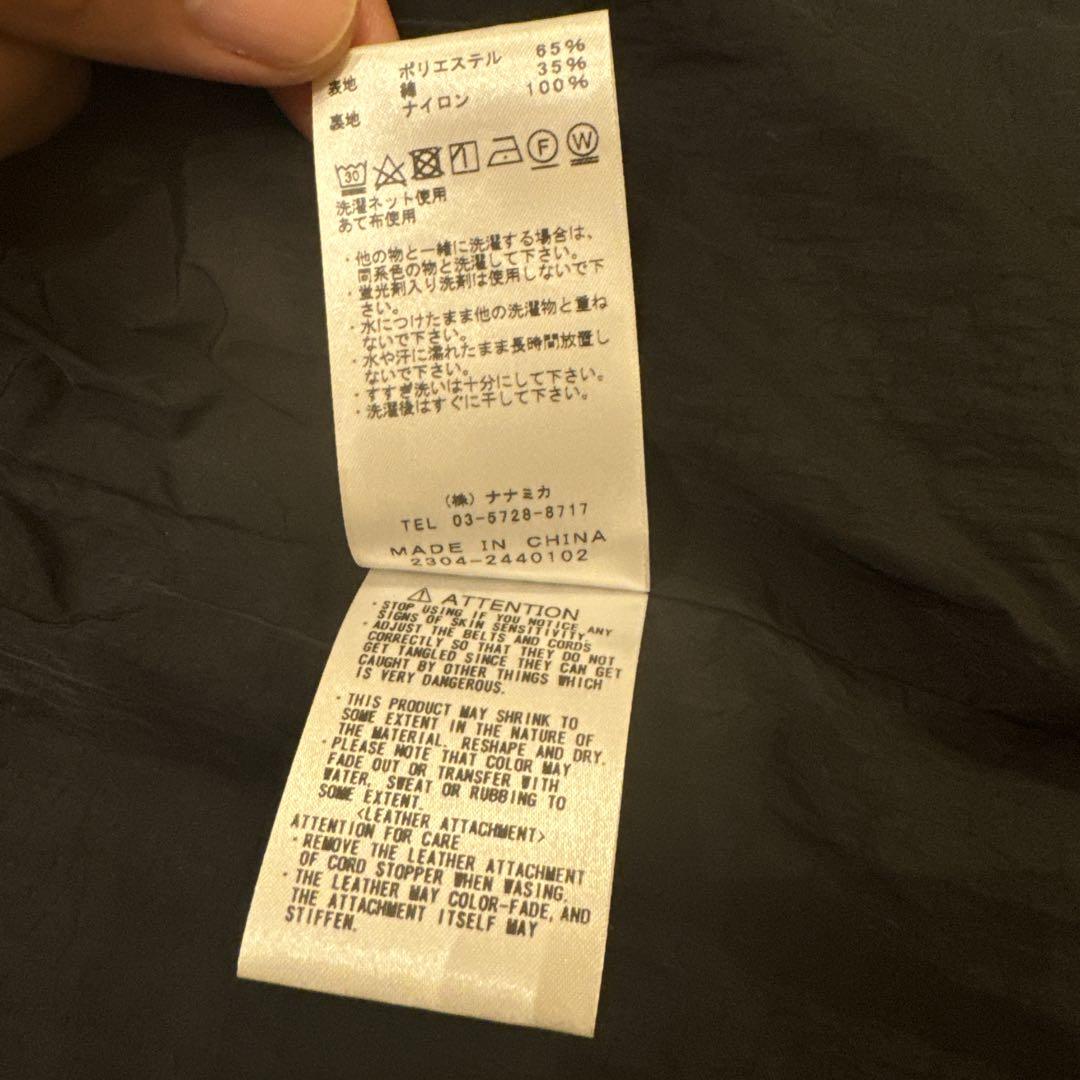 表地 ポリエステル 65%
綿 35%
裏地 ナイロン 100%
30 F W
洗濯ネット使用
あて布使用
・他の物と一緒に洗濯する場合は、
同系色の物と洗濯して下さい。
・蛍光剤入り洗剤は使用しないで下
さい。
・水につけたまま他の洗濯物と重ね
ないで下さい。
・水や汗に濡れたまま長時間放置し
ないで下さい。
・すすぎ洗いは十分にして下さい。
・洗濯後はすぐに干して下さい。
(株) ナナミカ
TEL 03-5728-8717
MADE IN CHINA
2304-2440102
⚠ ATTENTION
・STOP USING IF YOU NOTICE ANY
SIGNS OF SKIN SENSITIVITY.
・ADJUST THE BELTS AND CORDS
CORRECTLY SO THAT THEY DO NOT
GET TANGLED SINCE THEY CAN GET
CAUGHT BY OTHER THINGS WHICH
IS VERY DANGEROUS.
・THIS PRODUCT MAY SHRINK TO
SOME EXTENT IN THE NATURE OF
THE MATERIAL. RESHAPE AND DRY.
・PLEASE NOTE THAT COLOR MAY
FADE OUT OR TRANSFER WITH
WATER, SWEAT OR RUBBING TO
SOME EXTENT.
<LEATHER ATTACHMENT>
ATTENTION FOR CARE
・REMOVE THE LEATHER ATTACHMENT
OF CORD STOPPER WHEN WASING.
・THE LEATHER MAY COLOR-FADE, AND
THE ATTACHMENT ITSELF MAY
STIFFEN.